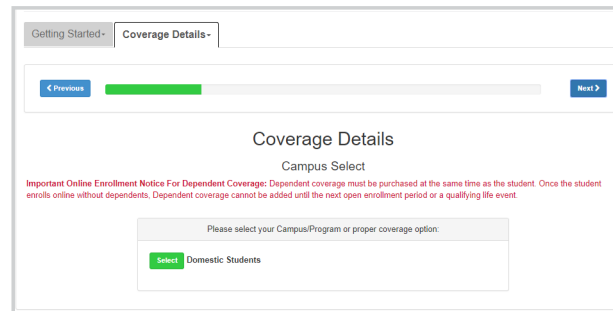 Getting Started
Coverage Details
Previous
Next
Coverage Details
Campus Select
Important Online Enrollment Notice For Dependent Coverage: Dependent coverage must be purchased at the same time as the student. Once the student
enrolls online without dependents, Dependent coverage cannot be added until the next open enrollment period or a qualifying life event.
Please select your Campus/Program or proper coverage option:
Select Domestic Students